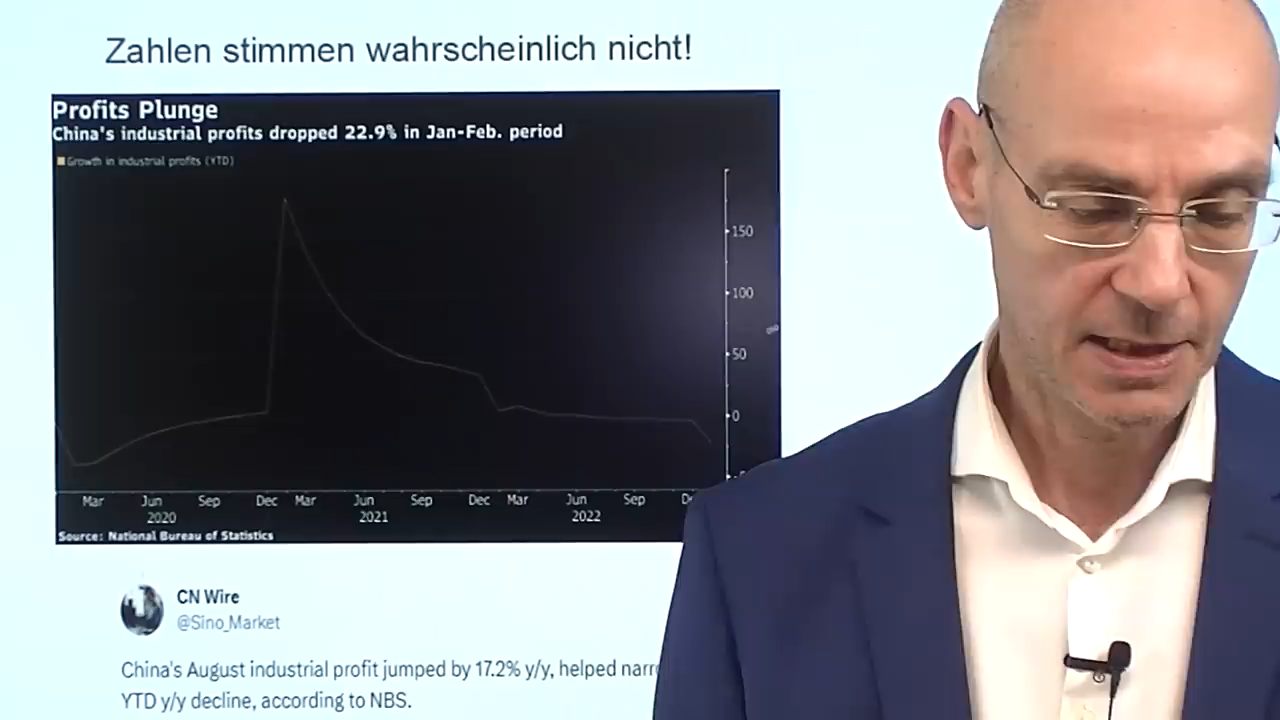 Zahlen stimmen wahrscheinlich nicht!
Profits Plunge
China's industrial profits dropped 22.9% in Jan-Feb. period
Growth in industrial profits (YTD)
150
100
50
0
Mar Jun Sep Dec Mar Jun Sep Dec Mar Jun Sep
2020 2021 2022
Source: National Bureau of Statistics
CN Wire
@Sino_Market
China's August industrial profit jumped by 17.2% y/y, helped
YTD y/y decline, according to NBS.